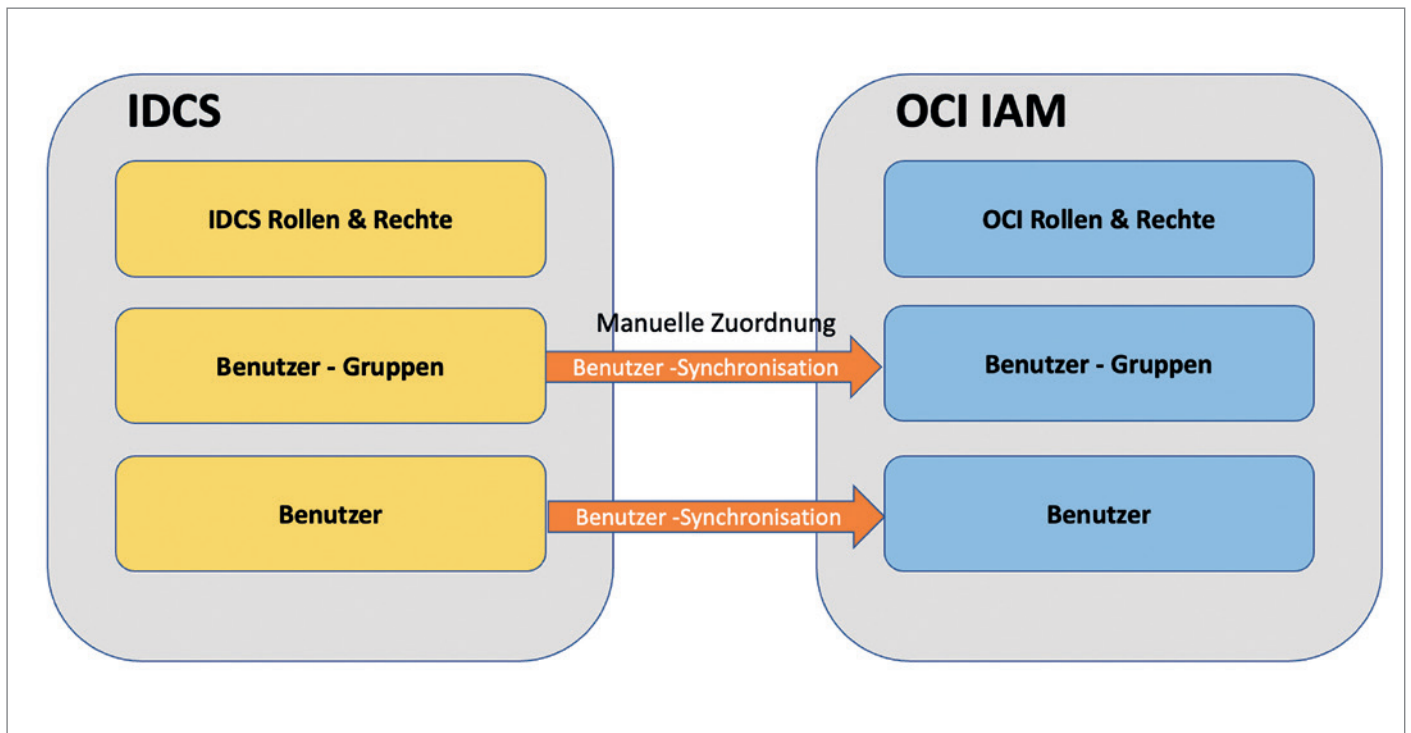 IDCS
OCI IAM
IDCS Rollen & Rechte
OCI Rollen & Rechte
Manuelle Zuordnung
Benutzer - Gruppen
Benutzer -Synchronisation
Benutzer - Gruppen
Benutzer
Benutzer -Synchronisation
Benutzer